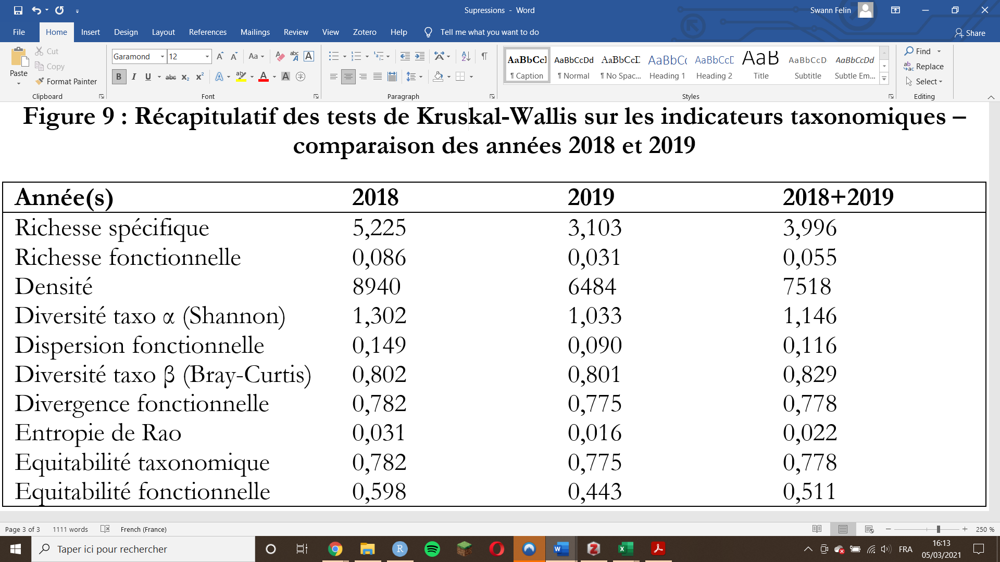 Supressions - Word
Swann Felin
File Home Insert Design Layout References Mailings Review View Zotero Help Tell me what you want to do Share
Paste
Cut
Copy
Format Painter
Clipboard
Garamond 12
Font
Paragraph
AaBbCcI AaBbCcDd AaBbCcD AaBbC( AaBbCcD AaB AaBbCcD AaBbCcDd
¶ Caption ¶ Normal ¶ No Spac... Heading 1 Heading 2 Title Subtitle Subtle Em...
Styles
Find
Replace
Select
Editing
Figure 9 : Récapitulatif des tests de Kruskal-Wallis sur les indicateurs taxonomiques –
comparaison des années 2018 et 2019
Année(s) 2018 2019 2018+2019
Richesse spécifique 5,225 3,103 3,996
Richesse fonctionnelle 0,086 0,031 0,055
Densité 8940 6484 7518
Diversité taxo α (Shannon) 1,302 1,033 1,146
Dispersion fonctionnelle 0,149 0,090 0,116
Diversité taxo β (Bray-Curtis) 0,802 0,801 0,829
Divergence fonctionnelle 0,782 0,775 0,778
Entropie de Rao 0,031 0,016 0,022
Equitabilité taxonomique 0,782 0,775 0,778
Equitabilité fonctionnelle 0,598 0,443 0,511
Page 3 of 3 1111 words French (France) 250 %
Taper ici pour rechercher
FRA
16:13
05/03/2021